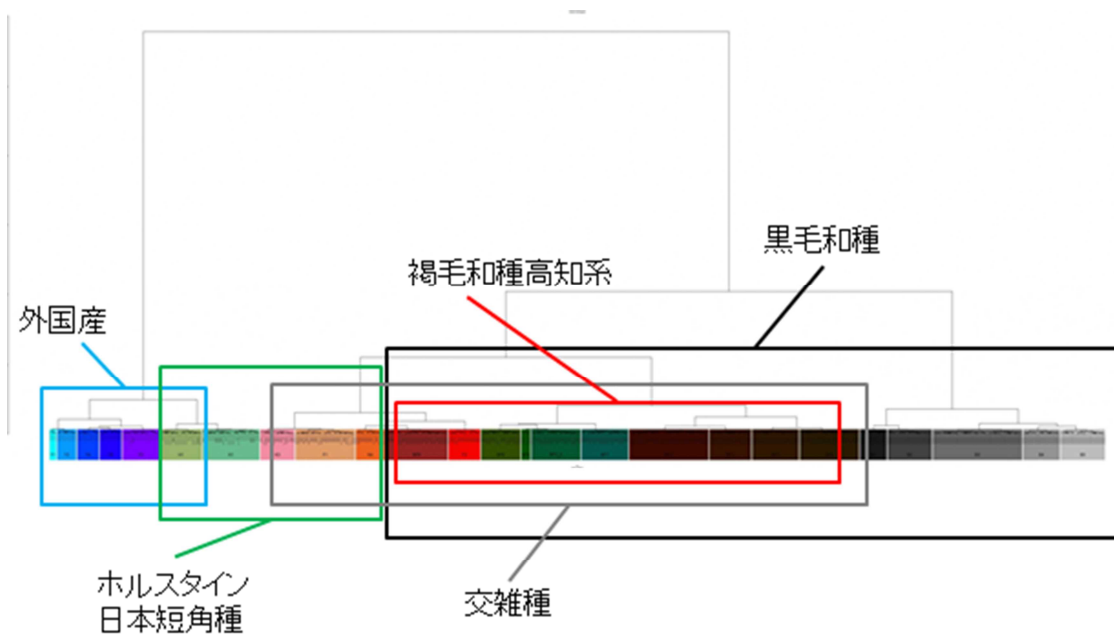 黒毛和種
褐毛和種高知系
外国産
ホルスタイン
日本短角種
交雑種